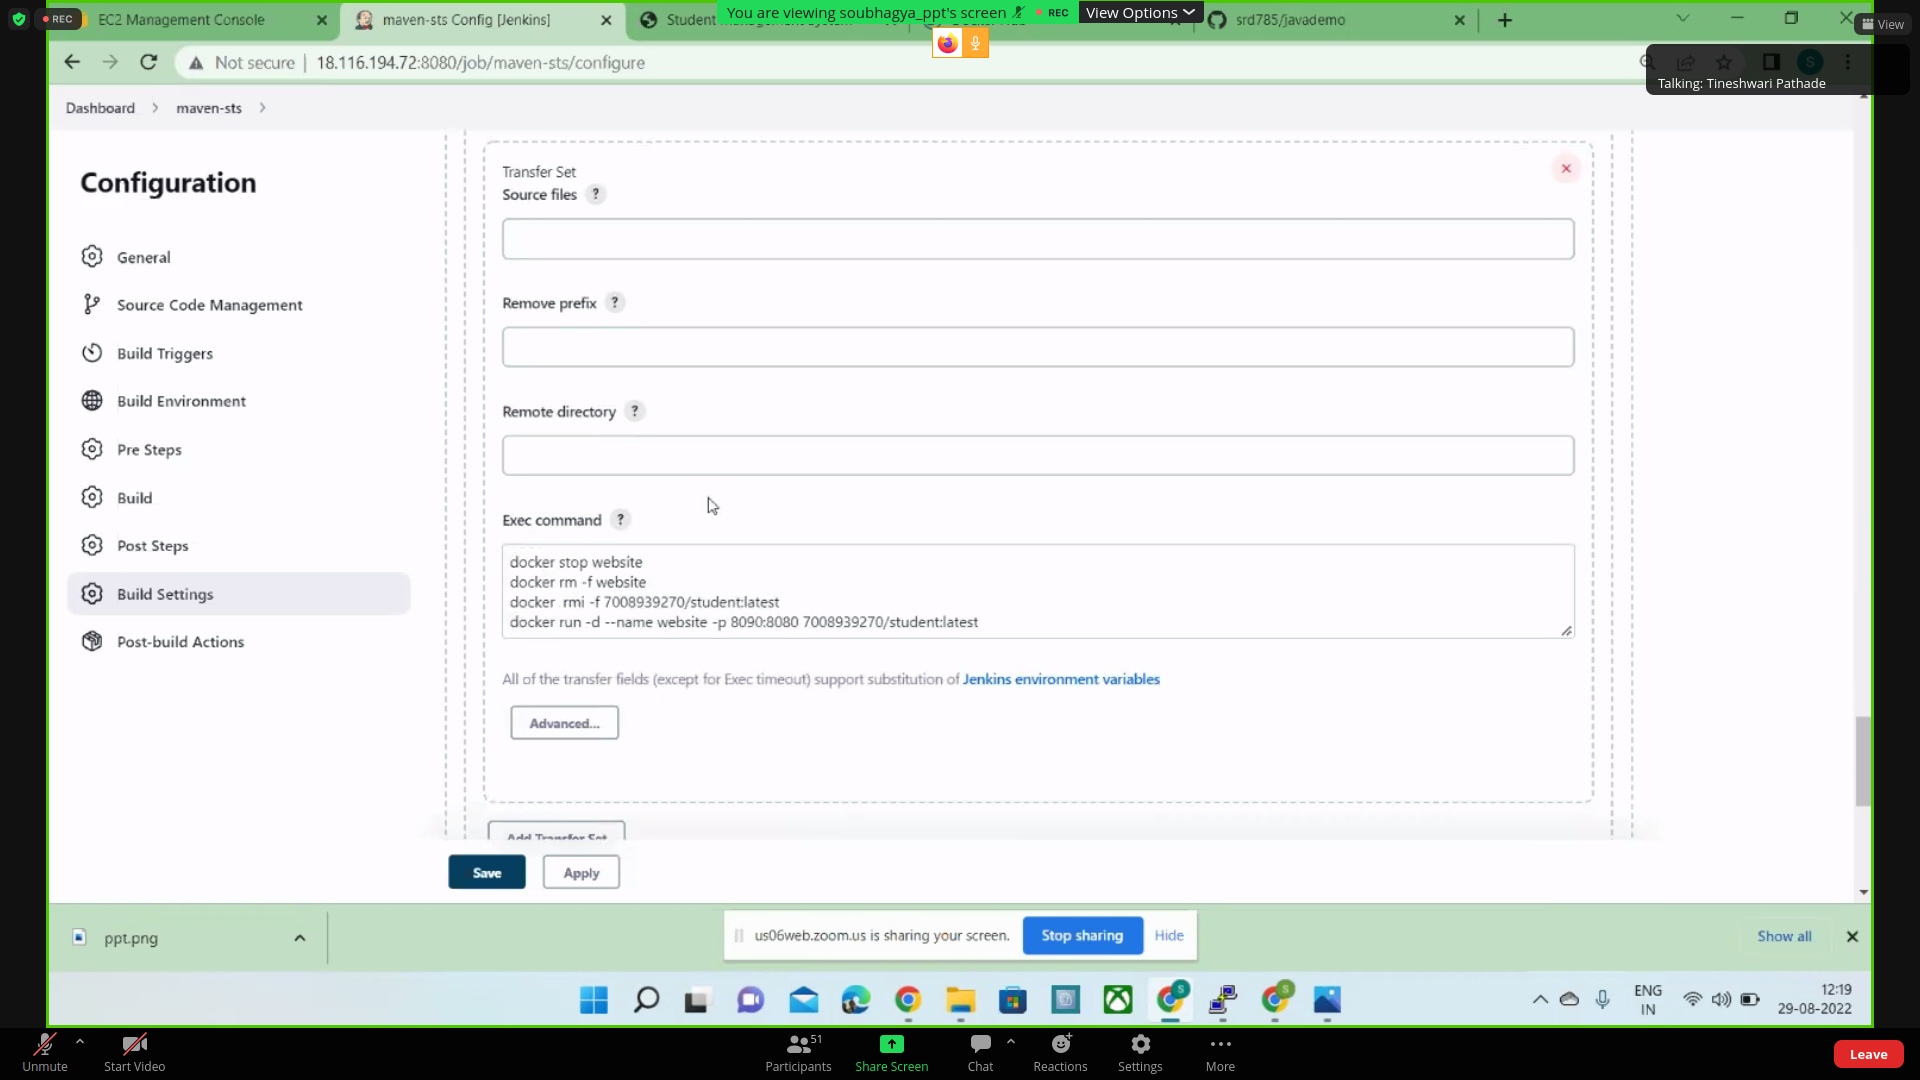 REC
EC2 Management Console
maven-sts Config [Jenkins]
You are viewing soubhagya_ppt's screen
REC
View Options
srd785/javademo
View
Not secure
18.116.194.72:8080/job/maven-sts/configure
Talking: Tineshwari Pathade
Dashboard
maven-sts
Configuration
General
Source Code Management
Build Triggers
Build Environment
Pre Steps
Build
Post Steps
Build Settings
Post-build Actions
Transfer Set
Source files ?
Remove prefix ?
Remote directory ?
Exec command ?
docker stop website
docker rm -f website
docker  rmi -f 7008939270/student:latest
docker run -d --name website -p 8090:8080 7008939270/student:latest
All of the transfer fields (except for Exec timeout) support substitution of Jenkins environment variables
Advanced...
Add Transfer Set
Save
Apply
ppt.png
us06web.zoom.us is sharing your screen.
Stop sharing
Hide
Show all
ENG
IN
12:19
29-08-2022
Unmute
Start Video
51
Participants
Share Screen
Chat
Reactions
Settings
More
Leave